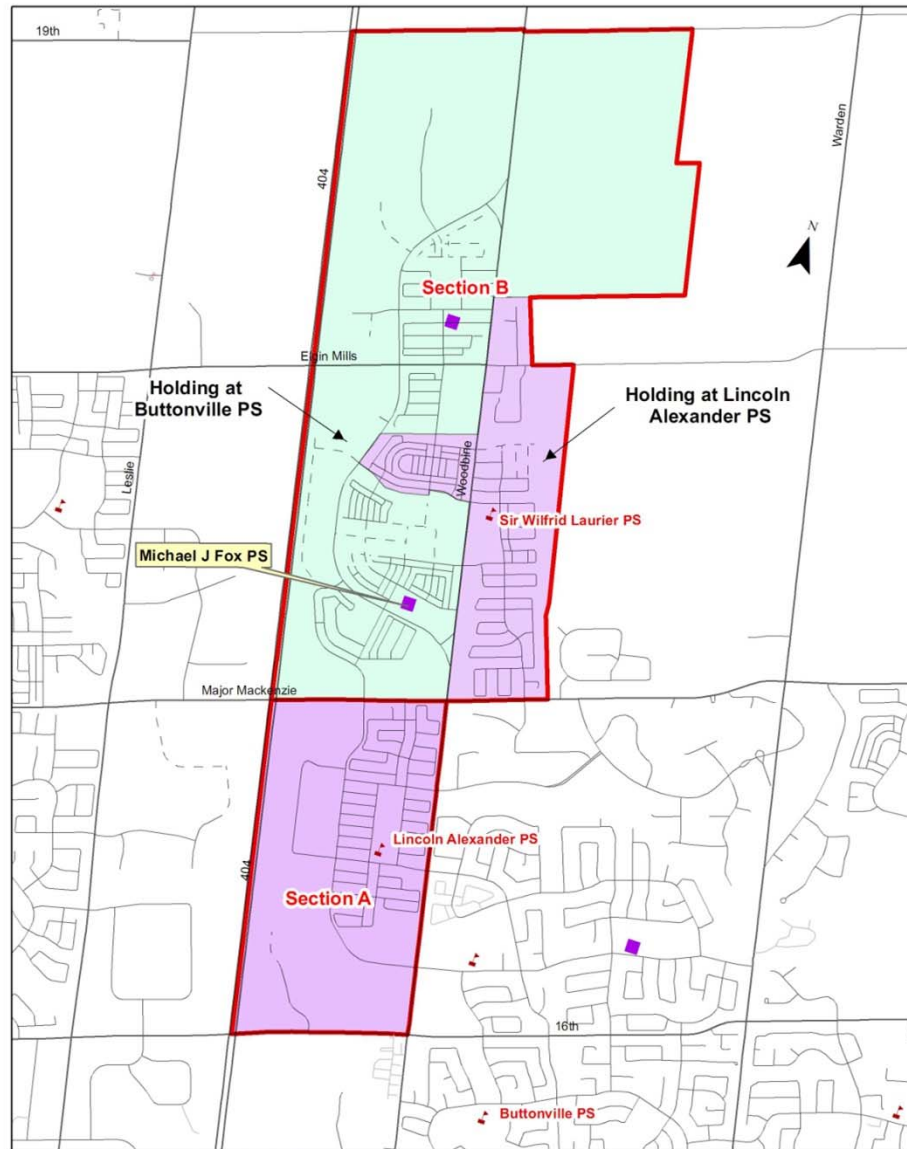 19th
Warden
404
N
Section B
Elgin Mills
Holding at
Buttonville PS
Holding at Lincoln
Alexander PS
Leslie
Woodbine
Sir Wilfrid Laurier PS
Michael J Fox PS
Major Mackenzie
Lincoln Alexander PS
404
Section A
16th
Buttonville PS